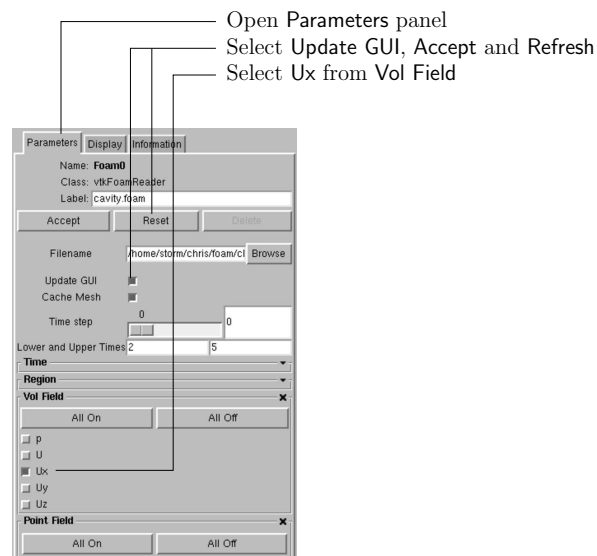 Open Parameters panel
Select Update GUI, Accept and Refresh
Select Ux from Vol Field
Parameters Display Information
Name: Foam0
Class: vtkFoamReader
Label: cavity.foam
Accept Reset Delete
Filename /home/storm/chris/foam/cl Browse
Update GUI
Cache Mesh
0
Time step 0
Lower and Upper Times 2 5
Time
Region
Vol Field
All On All Off
p
U
Ux
Uy
Uz
Point Field
All On All Off